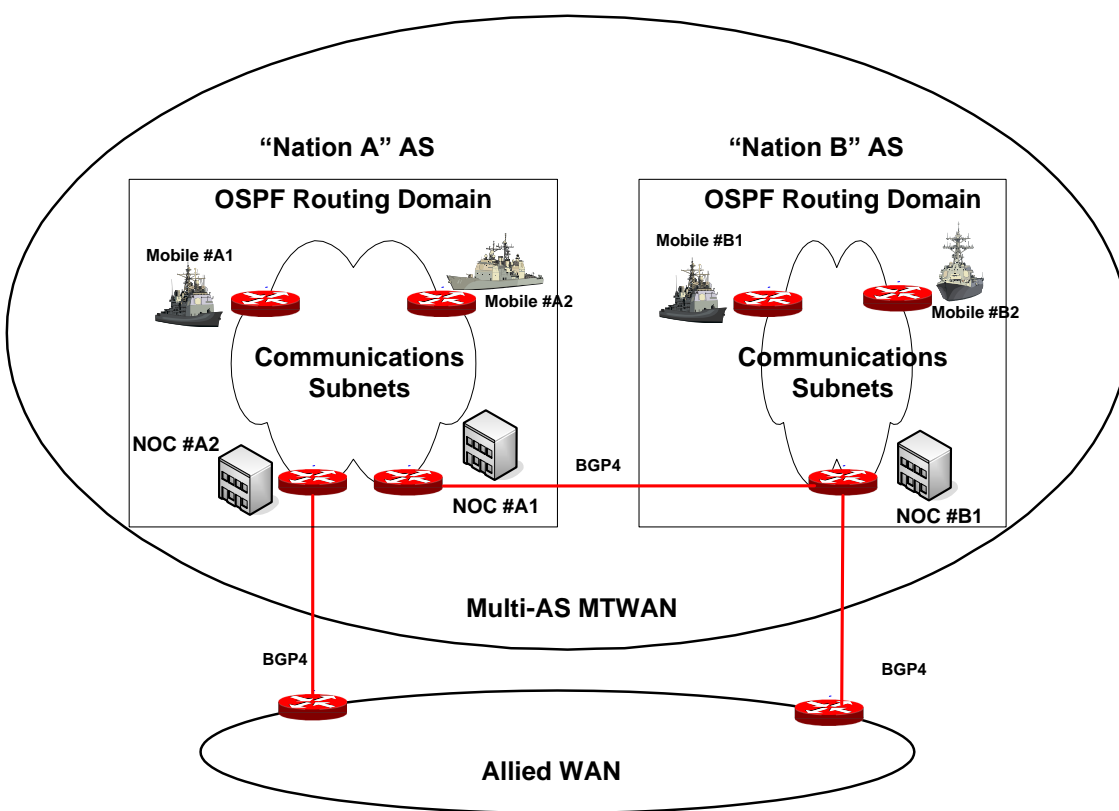 “Nation A” AS
“Nation B” AS
OSPF Routing Domain
OSPF Routing Domain
Mobile #A1
Mobile #A2
Mobile #B1
Mobile #B2
Communications
Subnets
Communications
Subnets
NOC #A2
NOC #A1
BGP4
NOC #B1
Multi-AS MTWAN
BGP4
BGP4
Allied WAN